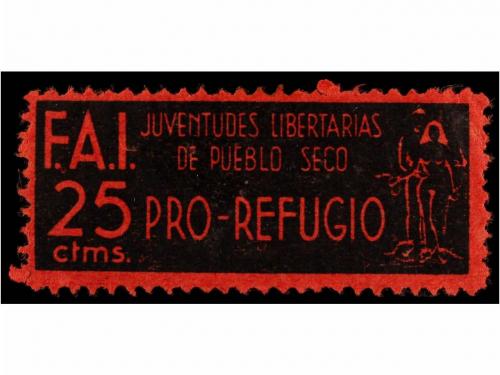 F.A.I.
JUVENTUDES LIBERTARIAS
DE PUEBLO SECO
25
ctms.
PRO-REFUGIO